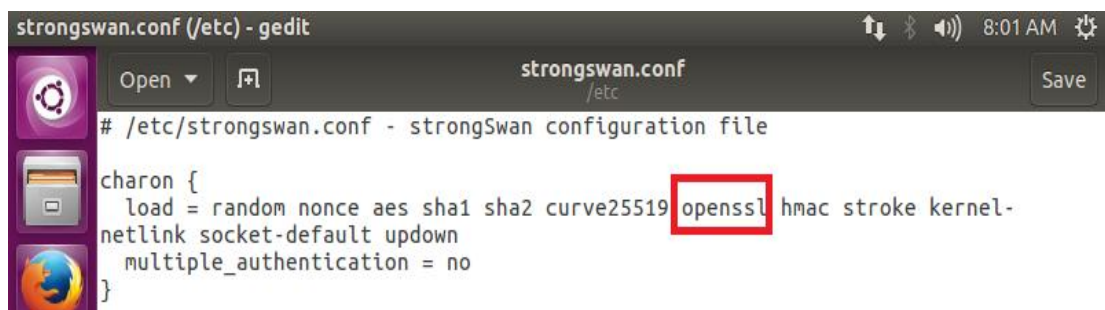 strongswan.conf (/etc) - gedit 8:01 AM
Open strongswan.conf Save
/etc
# /etc/strongswan.conf - strongSwan configuration file
charon {
load = random nonce aes sha1 sha2 curve25519 openssl hmac stroke kernel-
netlink socket-default updown
multiple_authentication = no
}